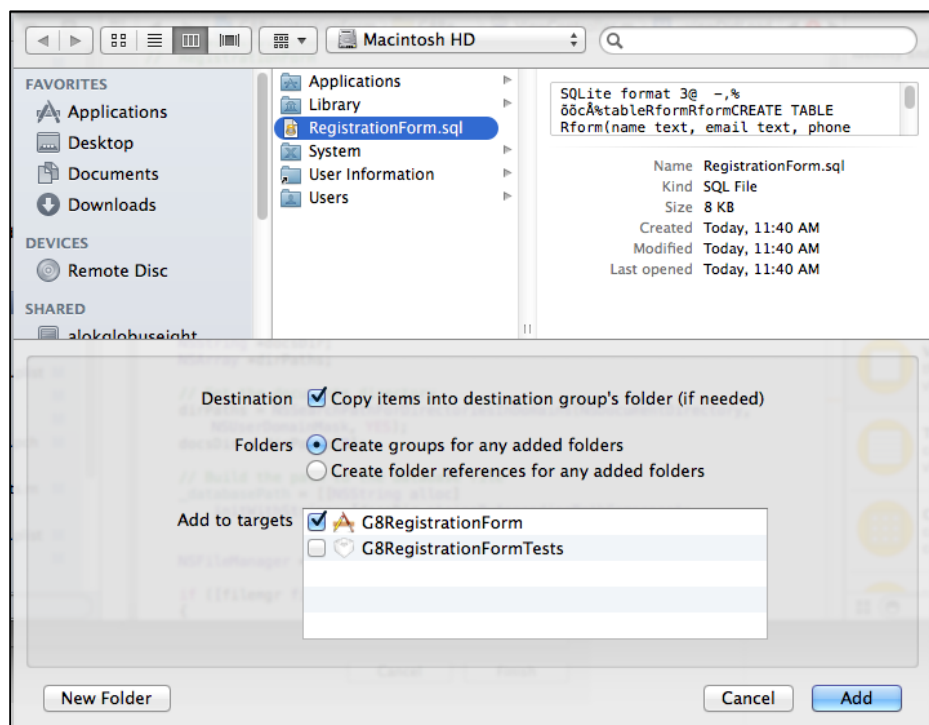 Macintosh HD
FAVORITES
Applications
Desktop
Documents
Downloads
DEVICES
Remote Disc
SHARED
alokglobuseight
Applications
Library
RegistrationForm.sql
System
User Information
Users
SQLite format 3@ –,%
õõcÅ%tableRformRformCREATE TABLE
Rform(name text, email text, phone
Name RegistrationForm.sql
Kind SQL File
Size 8 KB
Created Today, 11:40 AM
Modified Today, 11:40 AM
Last opened Today, 11:40 AM
Destination Copy items into destination group's folder (if needed)
Folders Create groups for any added folders
Create folder references for any added folders
Add to targets G8RegistrationForm
G8RegistrationFormTests
New Folder Cancel Add